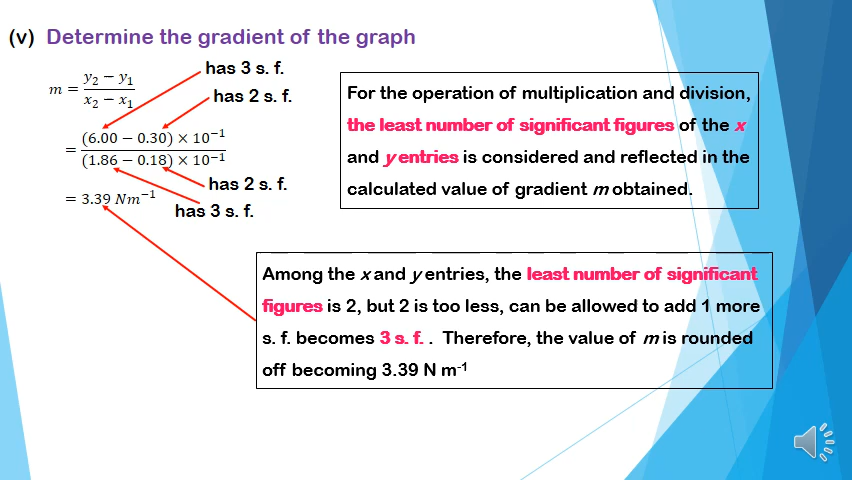 (v) Determine the gradient of the graph
has 3 s. f.
m = (y₂ − y₁) / (x₂ − x₁)
has 2 s. f.
= ((6.00 − 0.30) × 10⁻¹) / ((1.86 − 0.18) × 10⁻¹)
has 2 s. f.
= 3.39 Nm⁻¹
has 3 s. f.
For the operation of multiplication and division,
the least number of significant figures of the x
and y entries is considered and reflected in the
calculated value of gradient m obtained.
Among the x and y entries, the least number of significant
figures is 2, but 2 is too less, can be allowed to add 1 more
s. f. becomes 3 s. f. . Therefore, the value of m is rounded
off becoming 3.39 N m⁻¹